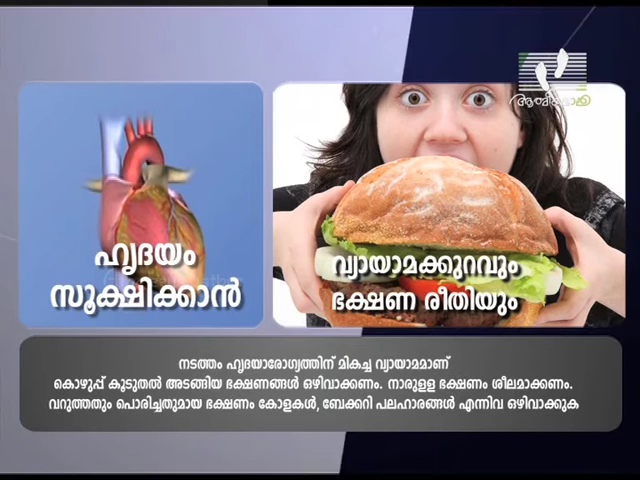 ഹൃദയം
സൂക്ഷിക്കാൻ
വ്യായാമക്കുറവും
ഭക്ഷണ രീതിയും
നടത്തം ഹൃദയാരോഗ്യത്തിന് മികച്ച വ്യായാമമാണ്
കൊഴുപ്പ് കൂടുതൽ അടങ്ങിയ ഭക്ഷണങ്ങൾ ഒഴിവാക്കണം. നാരുളള ഭക്ഷണം ശീലമാക്കണം.
വറുത്തതും പൊരിച്ചതുമായ ഭക്ഷണം കോളകൾ, ബേക്കറി പലഹാരങ്ങൾ എന്നിവ ഒഴിവാക്കുക